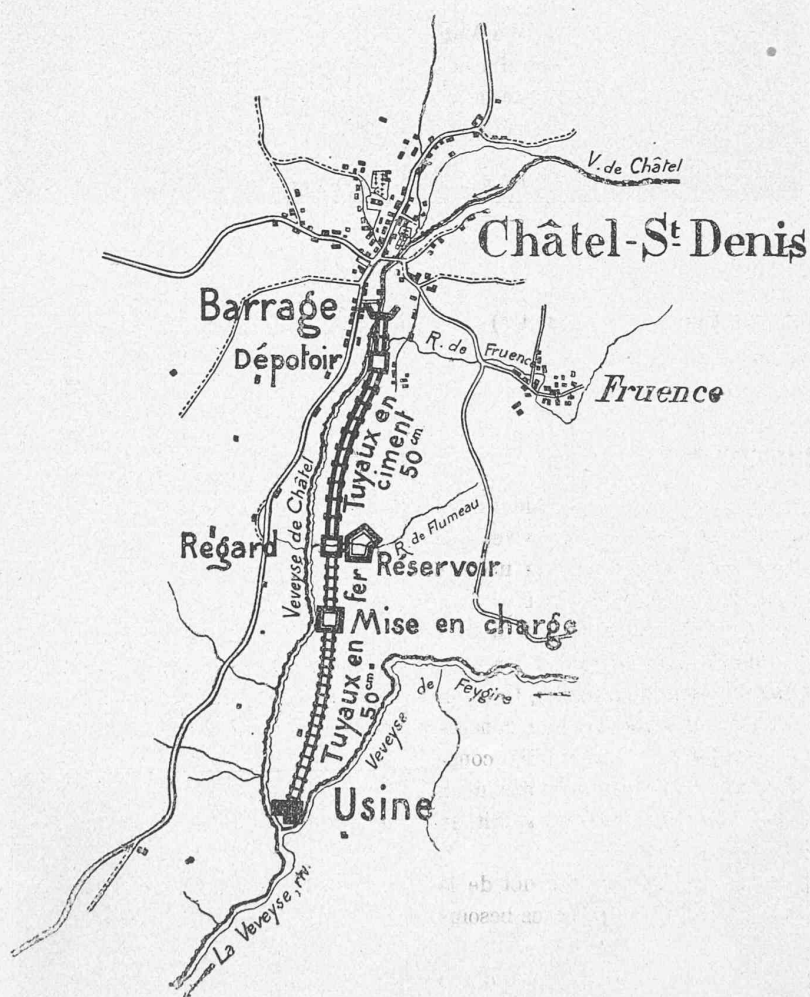 V. de Châtel
Châtel-St Denis
Barrage
Dépotoir
R. de Fruence
Fruence
Tuyaux en
ciment
50 cm
Veveyse de Châtel
Regard
R. de Flumeau
Réservoir
Mise en charge
Tuyaux en fer
50 cm
Veveyse de Feygire
Usine
La Veveyse, riv.